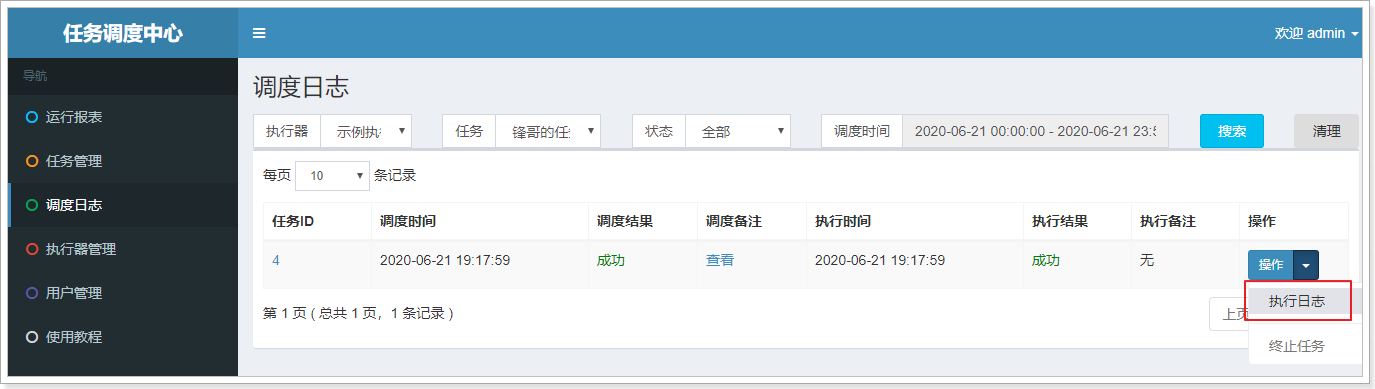 任务调度中心
欢迎 admin
导航
运行报表
任务管理
调度日志
执行器管理
用户管理
使用教程
调度日志
执行器 示例执 任务 锋哥的任 状态 全部 调度时间 2020-06-21 00:00:00 - 2020-06-21 23:5 搜索 清理
每页 10 条记录
任务ID 调度时间 调度结果 调度备注 执行时间 执行结果 执行备注 操作
4 2020-06-21 19:17:59 成功 查看 2020-06-21 19:17:59 成功 无 操作
执行日志
终止任务
第 1 页 ( 总共 1 页，1 条记录 )
上页